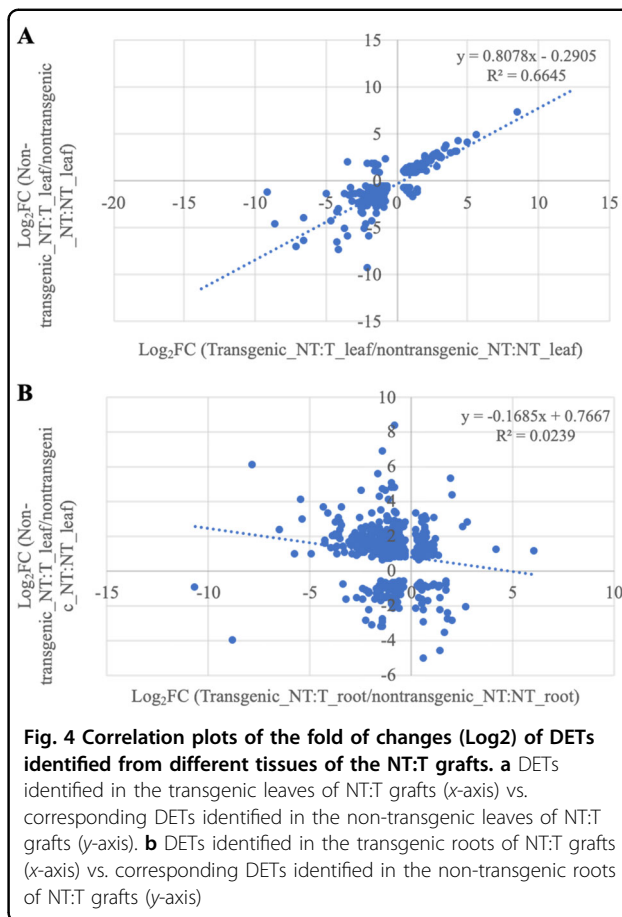 A
15
y = 0.8078x - 0.2905
R² = 0.6645
10
5
0
-20
-15
-10
-5
0
5
10
15
-5
-10
-15
Log₂FC (Non-
transgenic_NT:T_leaf/nontransgenic
_NT:NT_leaf)
Log₂FC (Transgenic_NT:T_leaf/nontransgenic_NT:NT_leaf)
B
10
y = -0.1685x + 0.7667
R² = 0.0239
8
6
4
2
0
-15
-10
-5
0
5
10
-2
-4
-6
Log₂FC (Non-
transgenic_NT:T_leaf/nontransgeni
c_NT:NT_leaf)
Log₂FC (Transgenic_NT:T_root/nontransgenic_NT:NT_root)
Fig. 4 Correlation plots of the fold of changes (Log2) of DETs
identified from different tissues of the NT:T grafts. a DETs
identified in the transgenic leaves of NT:T grafts (x-axis) vs.
corresponding DETs identified in the non-transgenic leaves of NT:T
grafts (y-axis). b DETs identified in the transgenic roots of NT:T grafts
(x-axis) vs. corresponding DETs identified in the non-transgenic roots
of NT:T grafts (y-axis)